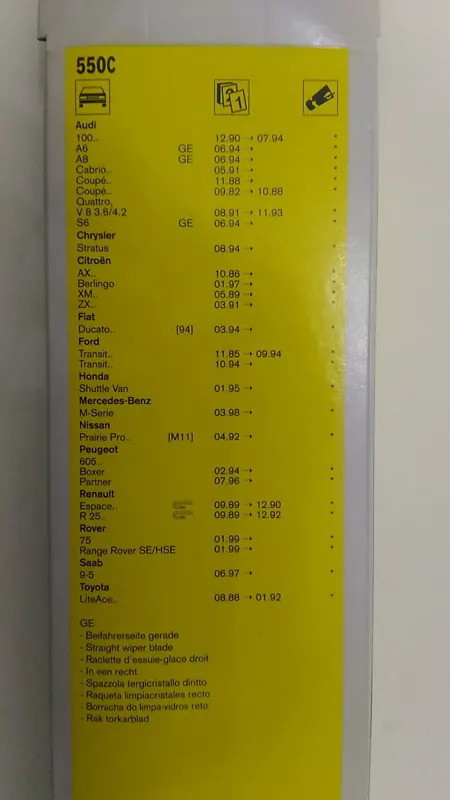 550C
2 1
Audi
100.. 12.90 → 07.94 *
A6 GE 06.94 → *
A8 GE 06.94 → *
Cabrio.. 05.91 → *
Coupé.. 11.88 → *
Coupé.. 09.82 → 10.88 *
Quattro,
V 8 3.6/4.2 08.91 → 11.93 *
S6 GE 06.94 → *
Chrysler
Stratus 08.94 → *
Citroën
AX.. 10.86 → *
Berlingo 01.97 → *
XM.. 05.89 → *
ZX.. 03.91 → *
Fiat
Ducato.. [94] 03.94 → *
Ford
Transit.. 11.85 → 09.94 *
Transit.. 10.94 → *
Honda
Shuttle Van 01.95 → *
Mercedes-Benz
M-Serie 03.98 → *
Nissan
Prairie Pro.. [M11] 04.92 → *
Peugeot
605.. *
Boxer 02.94 → *
Partner 07.96 → *
Renault
Espace.. 09.89 → 12.90 *
R 25.. 09.89 → 12.92 *
Rover
75 01.99 → *
Range Rover SE/HSE 01.99 → *
Saab
9-5 06.97 → *
Toyota
LiteAce.. 08.88 → 01.92 *
GE
- Beifahrerseite gerade
- Straight wiper blade
- Raclette d'essuie-glace droit
- In een recht
- Spazzola tergicristallo diritto
- Raqueta limpiacristales recto
- Borracha do limpa-vidros reto
- Rak torkarblad